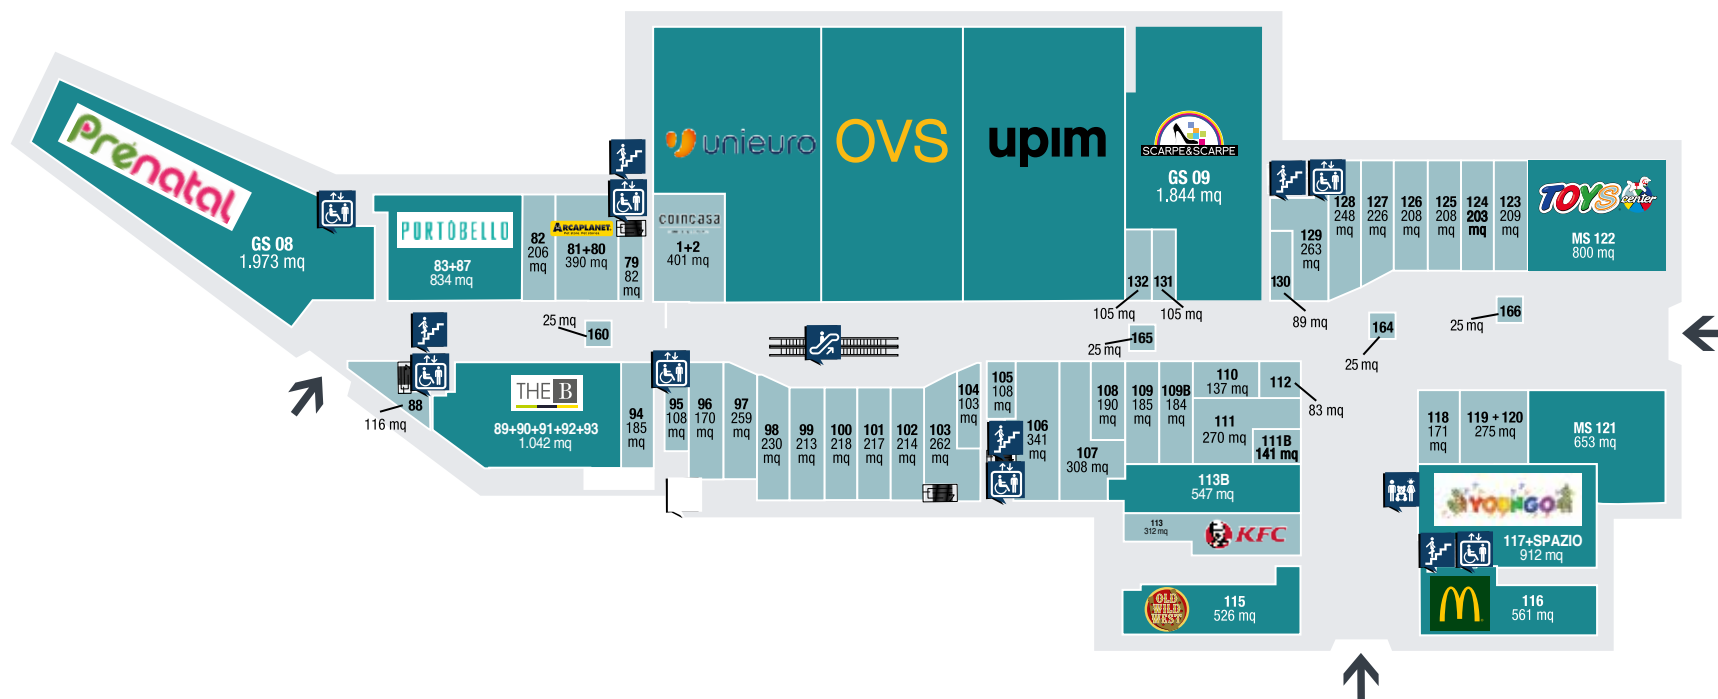 Prénatal
GS 08
1.973 mq
PORTÓBELLO
83+87
834 mq
82
206
mq
ARCAPLANET.
81+80
390 mq
79
82
mq
unieuro
coincasa
1+2
401 mq
OVS
upim
SCARPE&SCARPE
GS 09
1.844 mq
132
105 mq
131
105 mq
130
89 mq
129
263
mq
128
248
mq
127
226
mq
126
208
mq
125
208
mq
124
203
mq
123
209
mq
TOYS
center
MS 122
800 mq
25 mq
160
25 mq
165
164
25 mq
25 mq
166
88
116 mq
THE B
89+90+91+92+93
1.042 mq
94
185
mq
95
108
mq
96
170
mq
97
259
mq
98
230
mq
99
213
mq
100
218
mq
101
217
mq
102
214
mq
103
262
mq
104
103
mq
105
108
mq
106
341
mq
107
308 mq
108
190
mq
109
185
mq
109B
184
mq
110
137 mq
111
270 mq
111B
141 mq
112
83 mq
113B
547 mq
113
312 mq
KFC
OLD
WILD
WEST
115
526 mq
118
171
mq
119 + 120
275 mq
MS 121
653 mq
YOUNGO
117+SPAZIO
912 mq
116
561 mq